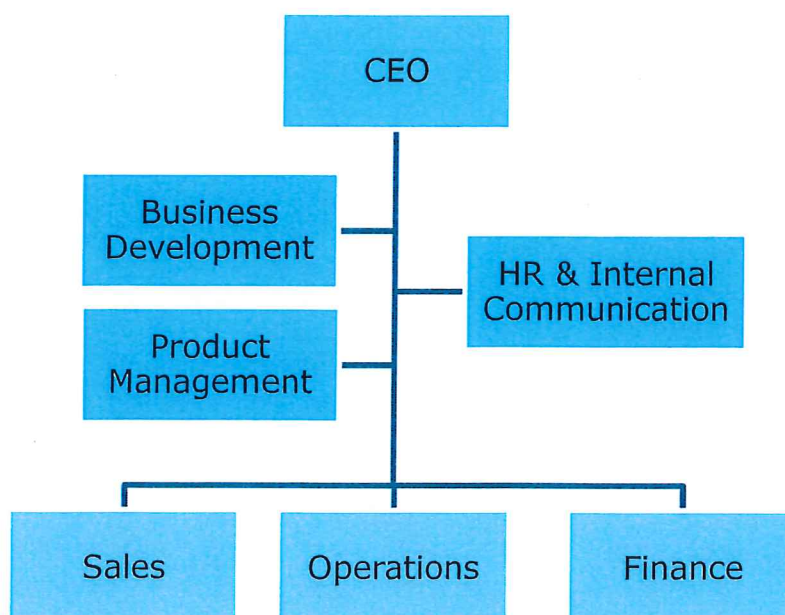 CEO
Business
Development
HR & Internal
Communication
Product
Management
Sales
Operations
Finance